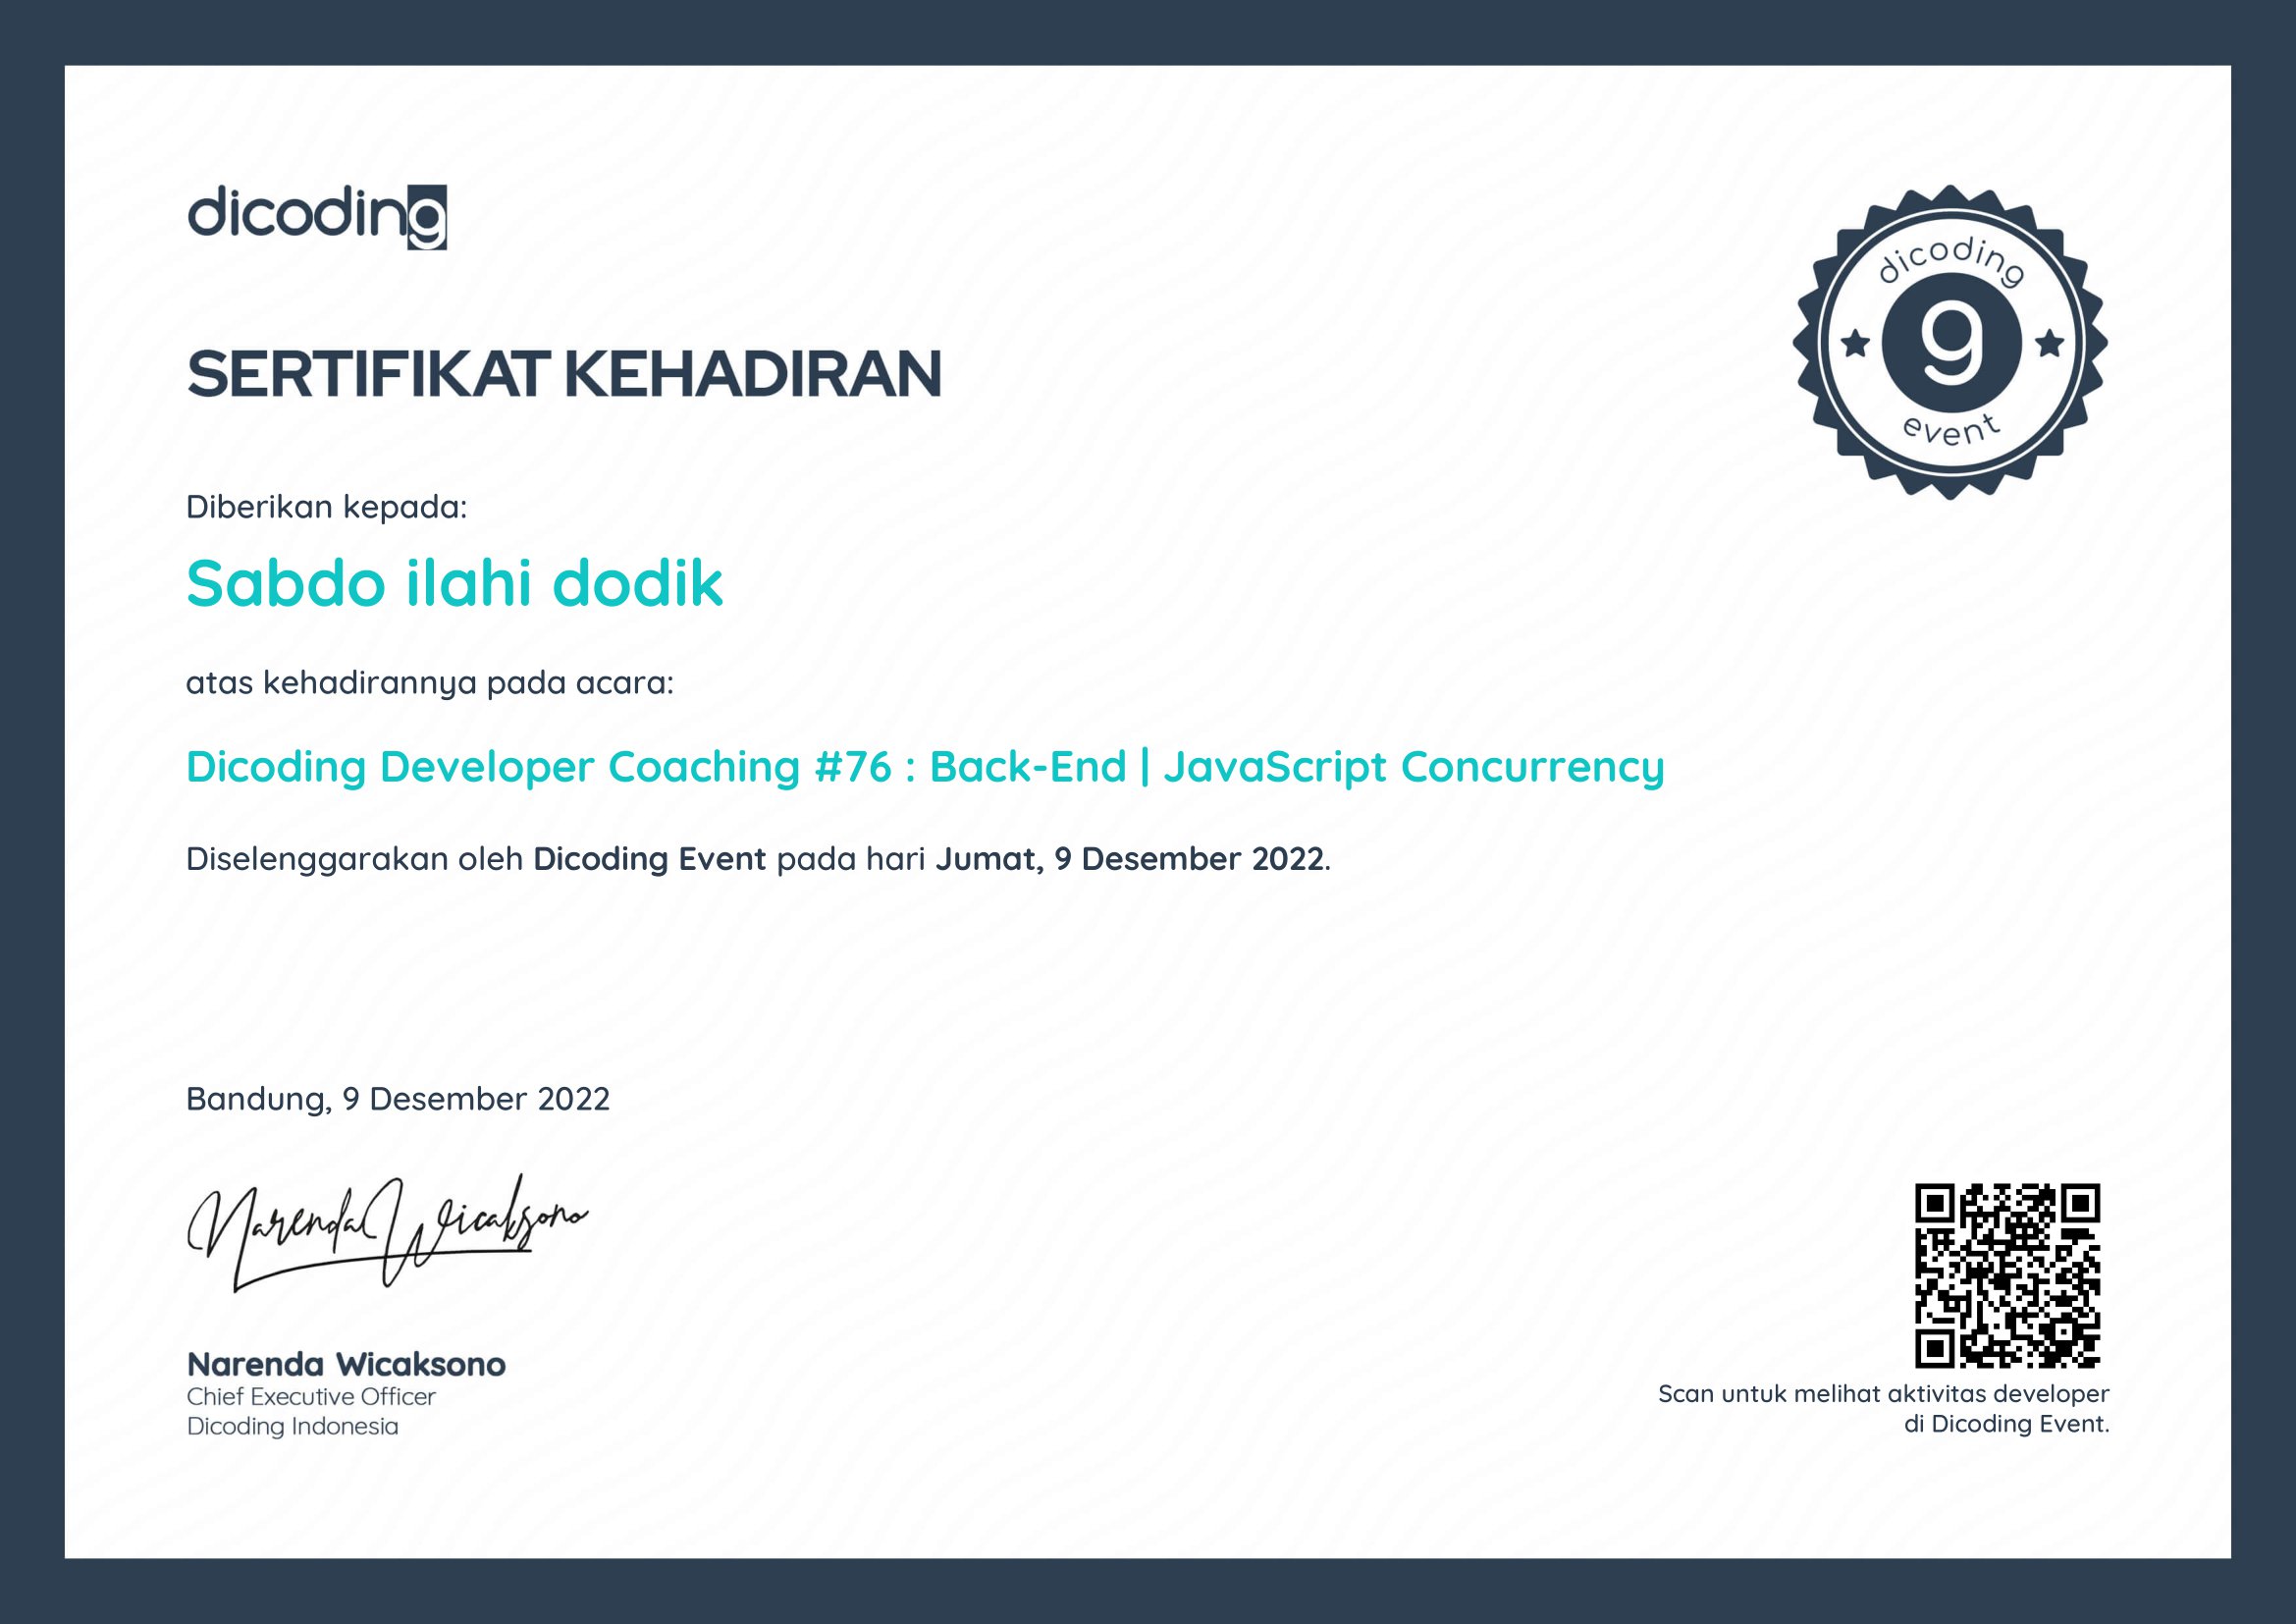 dicoding
SERTIFIKAT KEHADIRAN
dicoding
g
event
Diberikan kepada:
Sabdo ilahi dodik
atas kehadirannya pada acara:
Dicoding Developer Coaching #76 : Back-End | JavaScript Concurrency
Diselenggarakan oleh Dicoding Event pada hari Jumat, 9 Desember 2022.
Bandung, 9 Desember 2022
Narenda Wicaksono
Narenda Wicaksono
Chief Executive Officer
Dicoding Indonesia
Scan untuk melihat aktivitas developer
di Dicoding Event.